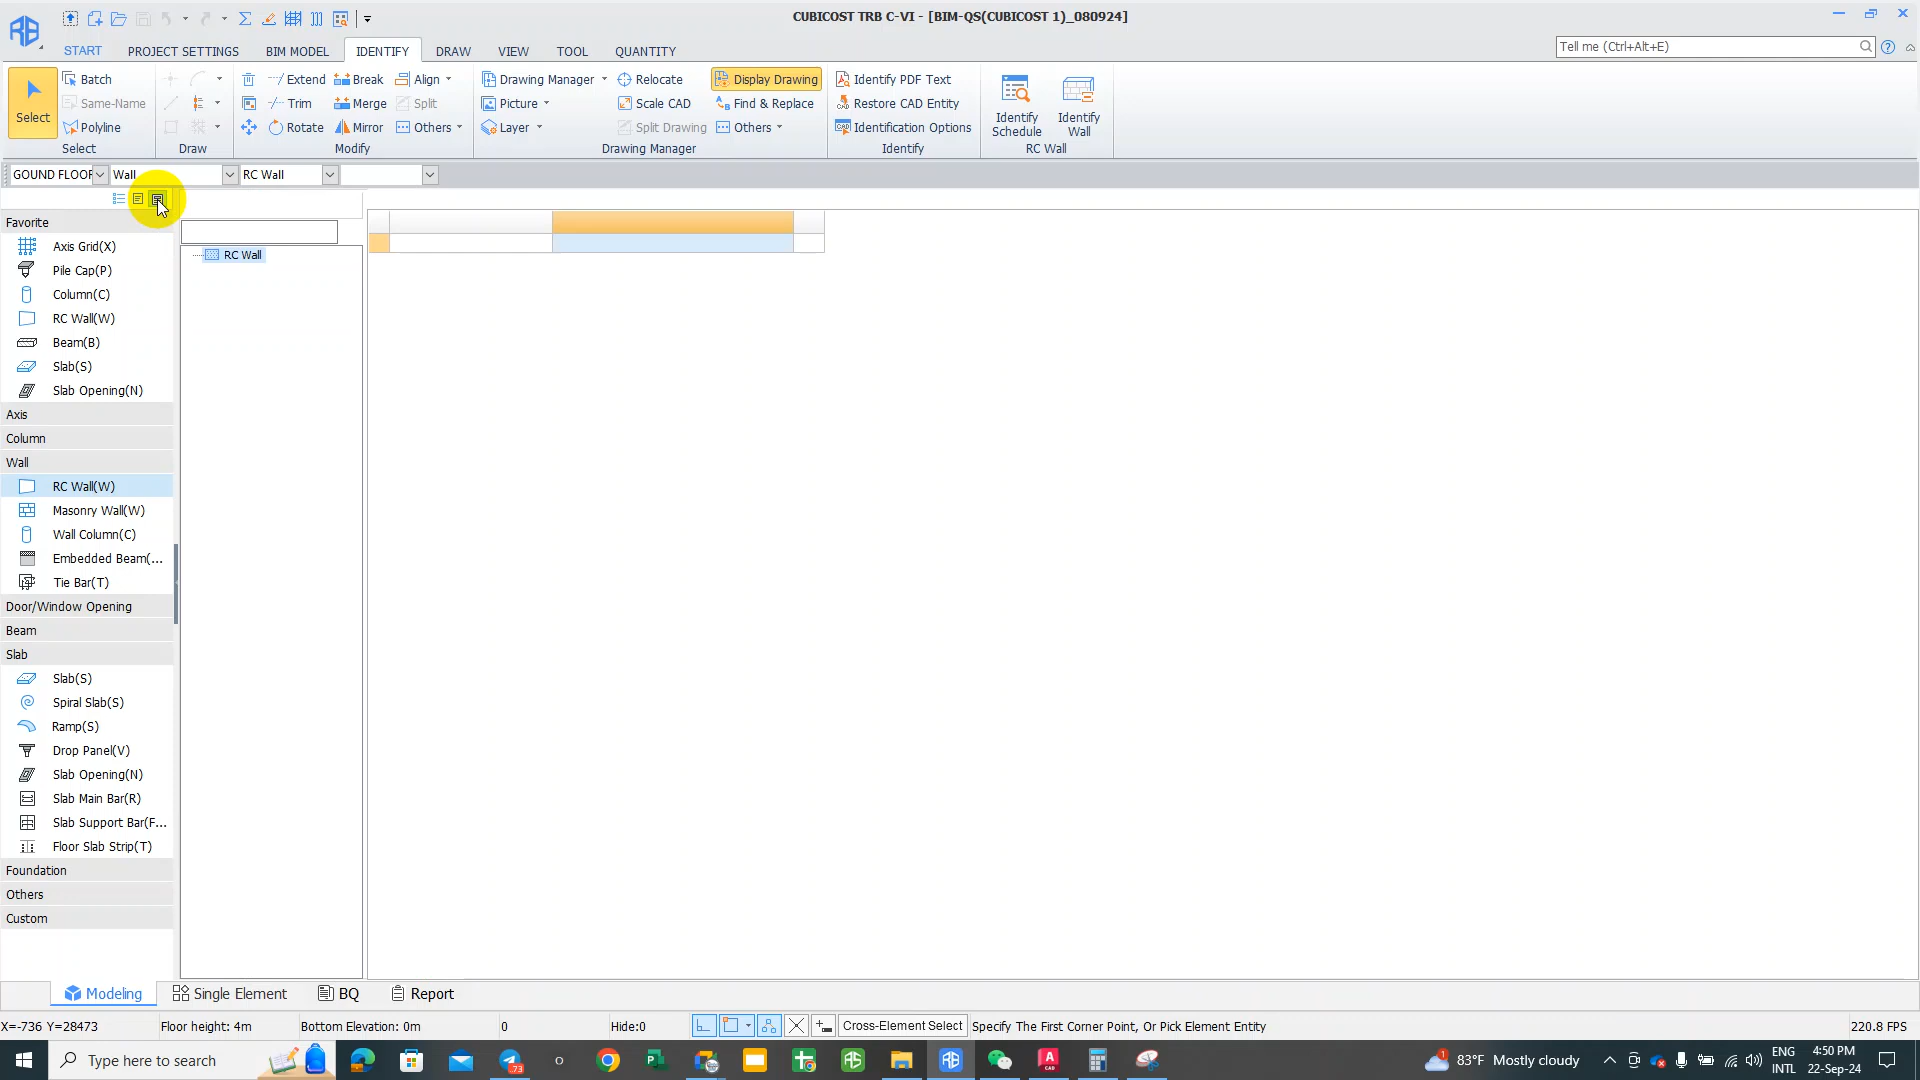 CUBICOST TRB C-VI - [BIM-QS(CUBICOST 1)_080924]
START PROJECT SETTINGS BIM MODEL IDENTIFY DRAW VIEW TOOL QUANTITY
Tell me (Ctrl+Alt+E)
Select
Batch
Same-Name
Polyline
Select
Draw
Extend Break Align
Trim Merge Split
Rotate Mirror Others
Modify
Drawing Manager Relocate Display Drawing
Picture Scale CAD Find & Replace
Layer Split Drawing Others
Drawing Manager
Identify PDF Text
Restore CAD Entity
Identification Options
Identify
Identify Schedule
Identify Wall
RC Wall
GOUND FLOOR Wall RC Wall
Favorite
Axis Grid(X)
Pile Cap(P)
Column(C)
RC Wall(W)
Beam(B)
Slab(S)
Slab Opening(N)
Axis
Column
Wall
RC Wall(W)
Masonry Wall(W)
Wall Column(C)
Embedded Beam(...
Tie Bar(T)
Door/Window Opening
Beam
Slab
Slab(S)
Spiral Slab(S)
Ramp(S)
Drop Panel(V)
Slab Opening(N)
Slab Main Bar(R)
Slab Support Bar(F...
Floor Slab Strip(T)
Foundation
Others
Custom
RC Wall
Modeling Single Element BQ Report
X=-736 Y=28473 Floor height: 4m Bottom Elevation: 0m 0 Hide:0 Cross-Element Select Specify The First Corner Point, Or Pick Element Entity 220.8 FPS
Type here to search
73
83°F Mostly cloudy
ENG
INTL
4:50 PM
22-Sep-24